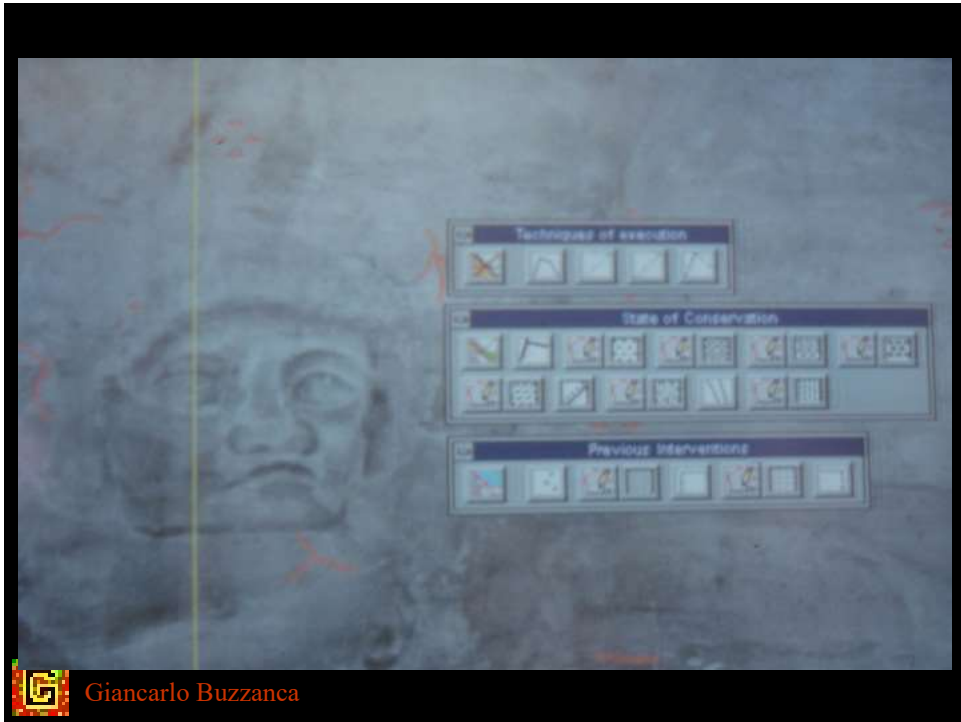 Techniques of execution
State of Conservation
Previous Interventions
G
Giancarlo Buzzanca